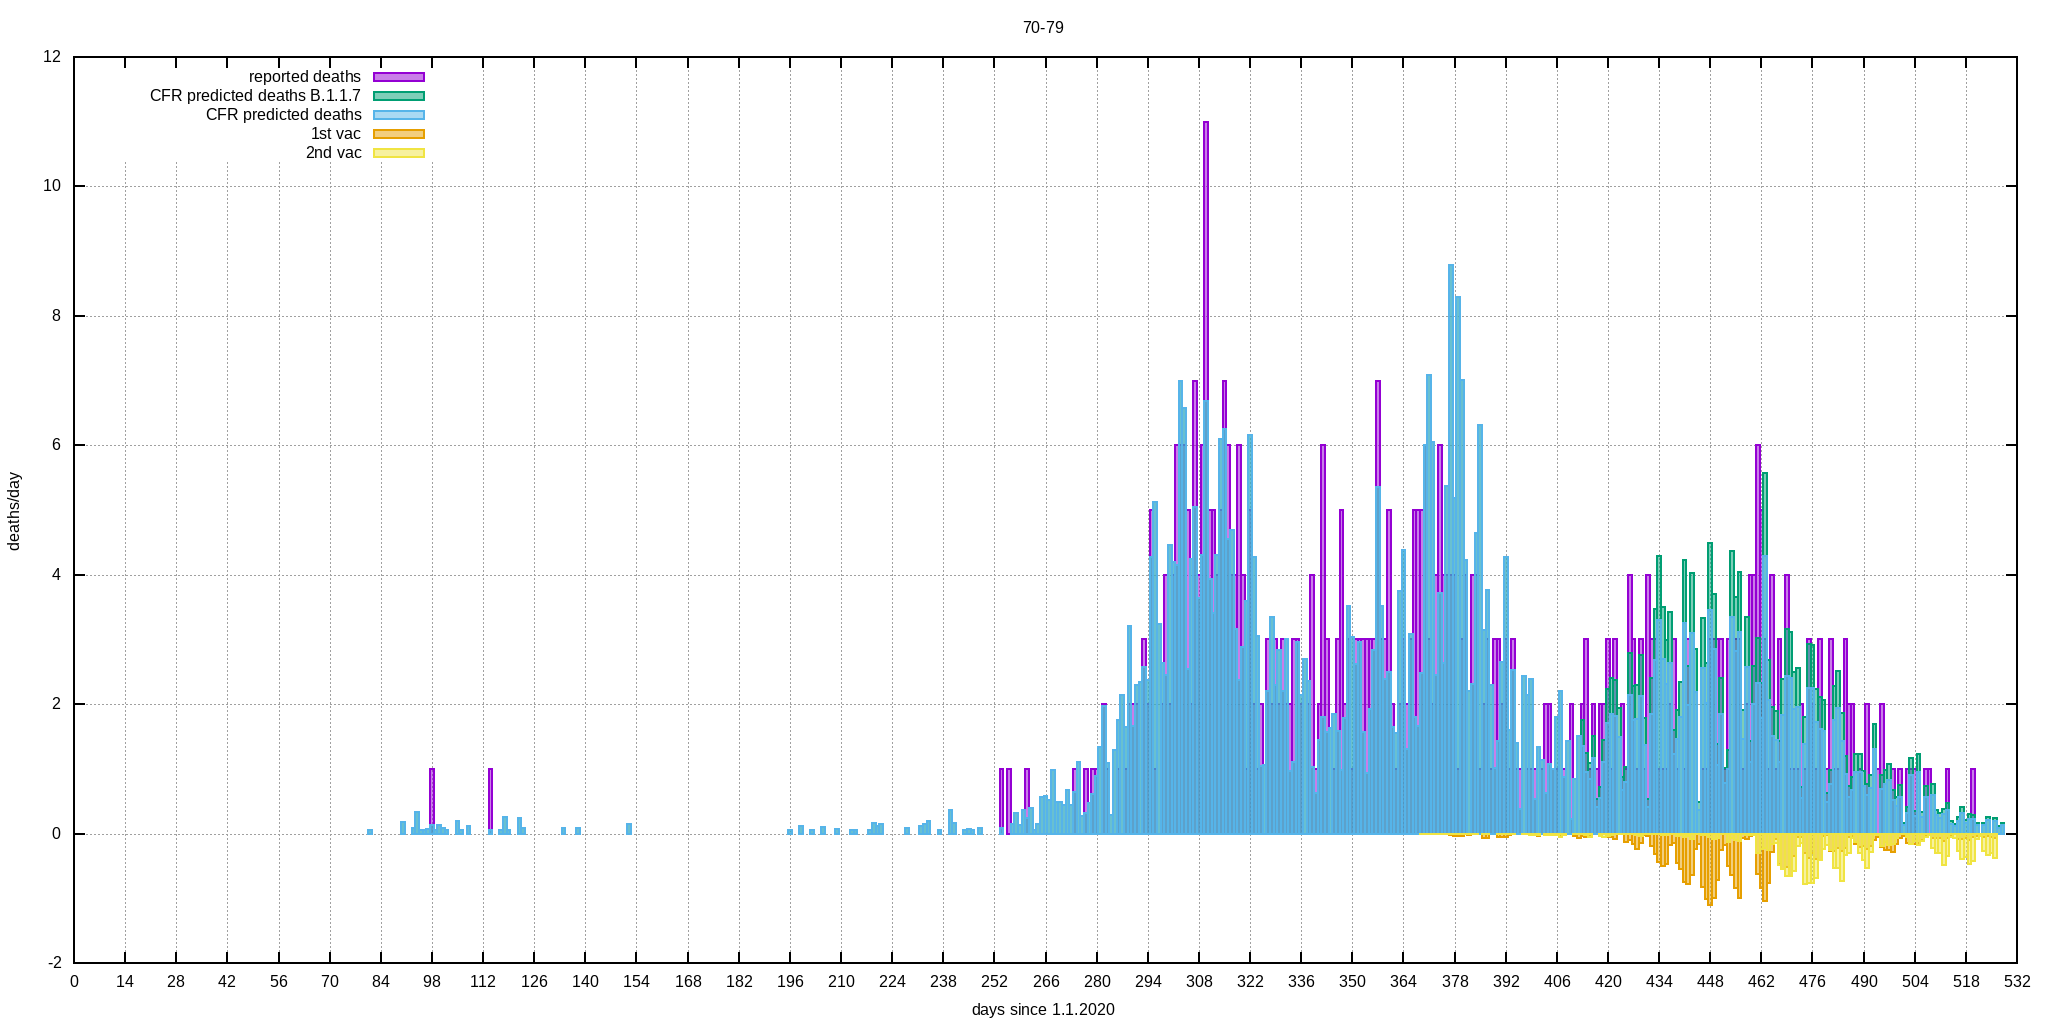 70-79
reported deaths
CFR predicted deaths B.1.1.7
CFR predicted deaths
1st vac
2nd vac
deaths/day
12
10
8
6
4
2
0
-2
0 14 28 42 56 70 84 98 112 126 140 154 168 182 196 210 224 238 252 266 280 294 308 322 336 350 364 378 392 406 420 434 448 462 476 490 504 518 532
days since 1.1.2020